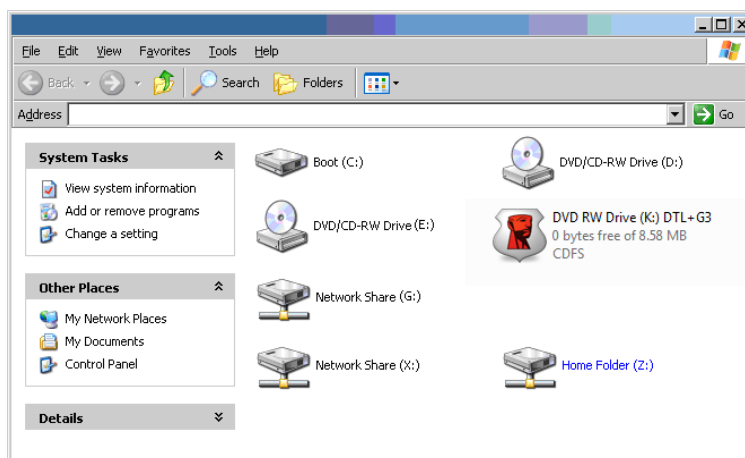 File Edit View Favorites Tools Help
Back Search Folders
Address Go
System Tasks
View system information
Add or remove programs
Change a setting
Other Places
My Network Places
My Documents
Control Panel
Details
Boot (C:)
DVD/CD-RW Drive (D:)
DVD/CD-RW Drive (E:)
DVD RW Drive (K:) DTL+G3
0 bytes free of 8.58 MB
CDFS
Network Share (G:)
Network Share (X:)
Home Folder (Z:)